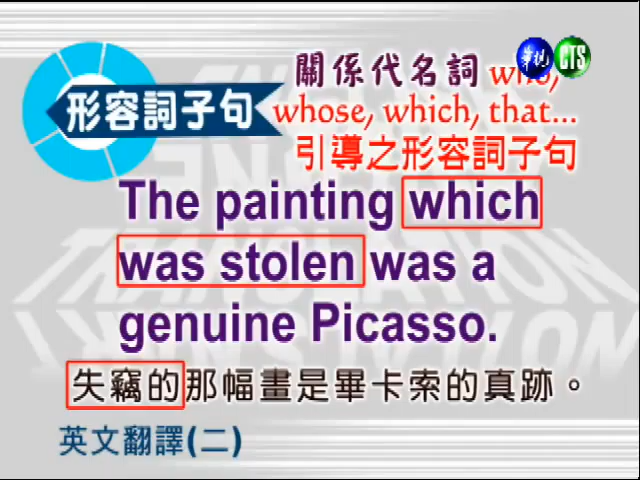 華視 CTS
形容詞子句
關係代名詞 who,
whose, which, that...
引導之形容詞子句
The painting which
was stolen was a
genuine Picasso.
失竊的那幅畫是畢卡索的真跡。
英文翻譯(二)